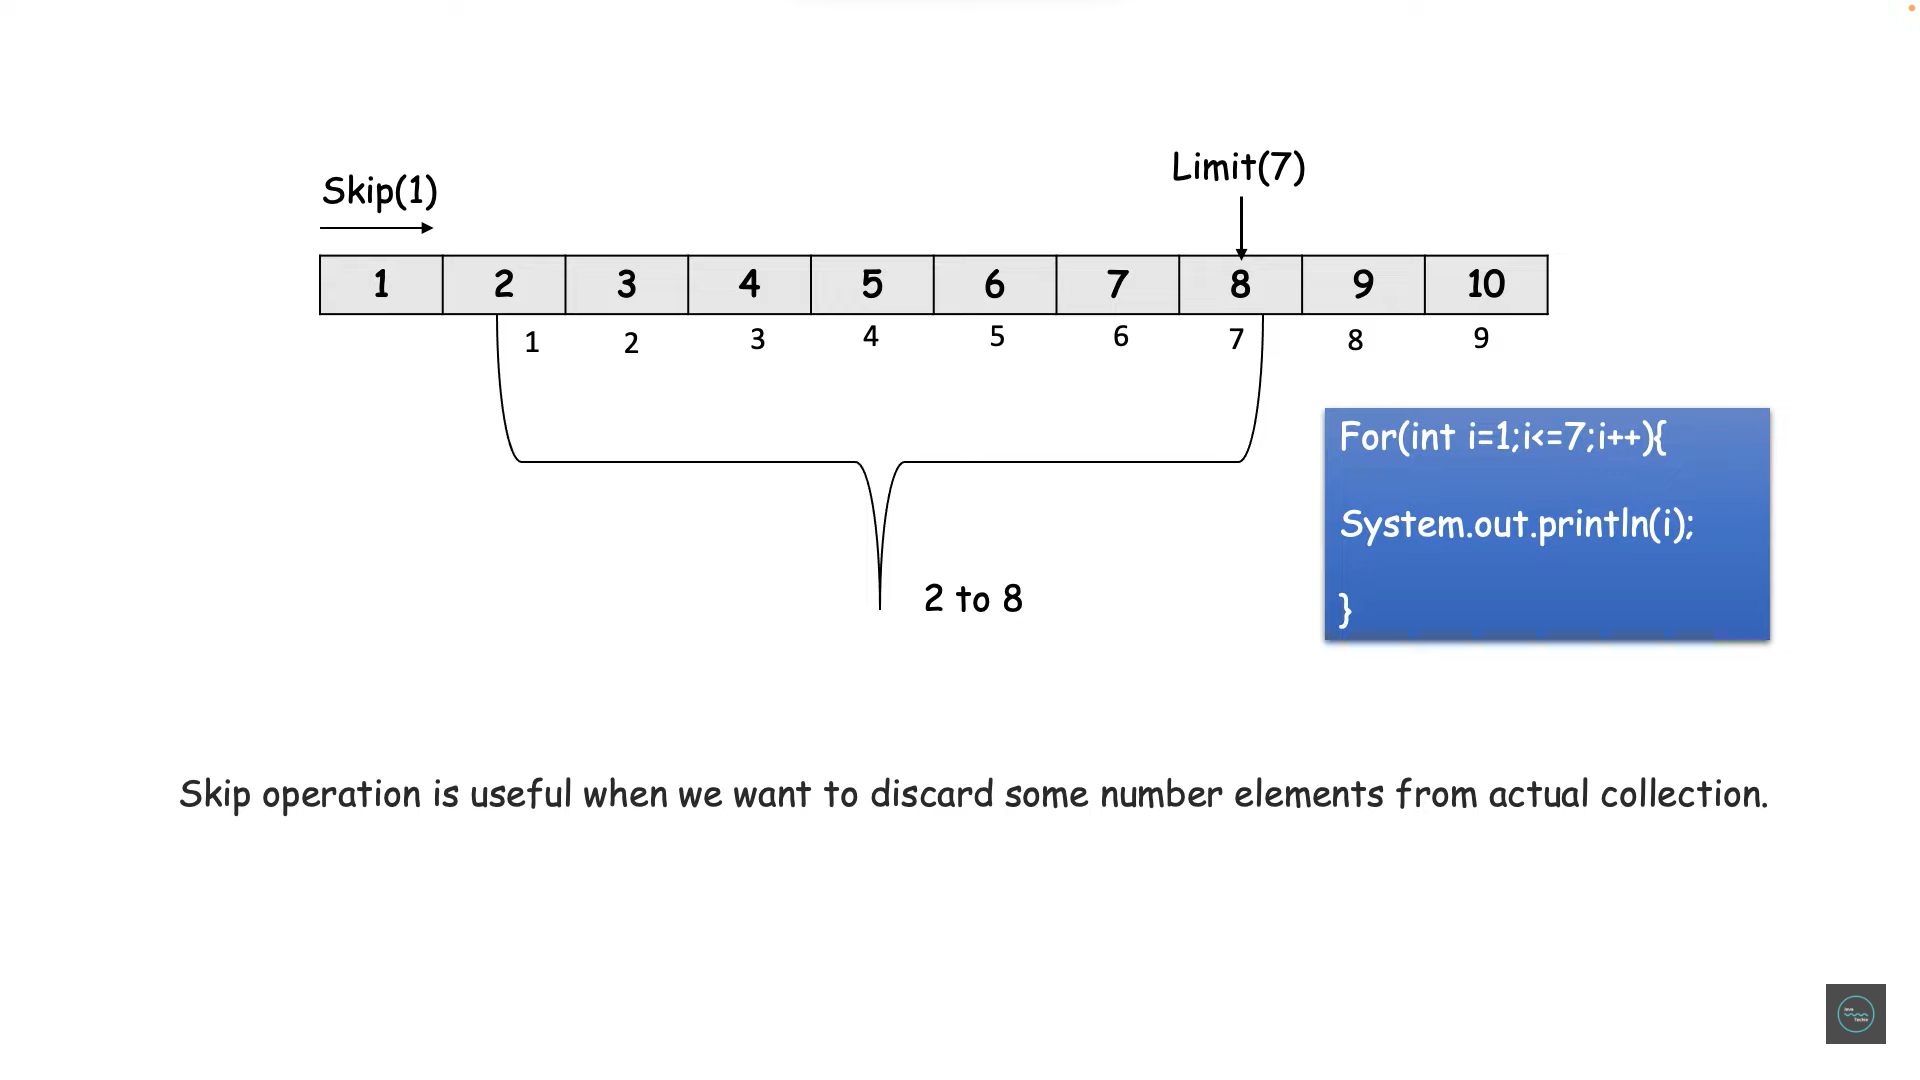 Limit(7)
Skip(1)
1 2 3 4 5 6 7 8 9 10
1 2 3 4 5 6 7 8 9
For(int i=1;i<=7;i++){
System.out.println(i);
}
2 to 8
Skip operation is useful when we want to discard some number elements from actual collection.
Java
Techie